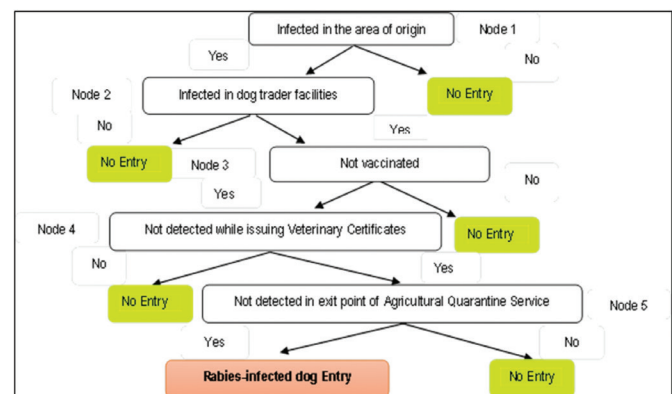 Infected in the area of origin
Node 1
Yes
No
Node 2
Infected in dog trader facilities
No Entry
No
Yes
No Entry
Node 3
Not vaccinated
No
Yes
Node 4
Not detected while issuing Veterinary Certificates
No Entry
No
Yes
No Entry
Not detected in exit point of Agricultural Quarantine Service
Node 5
Yes
No
Rabies-infected dog Entry
No Entry